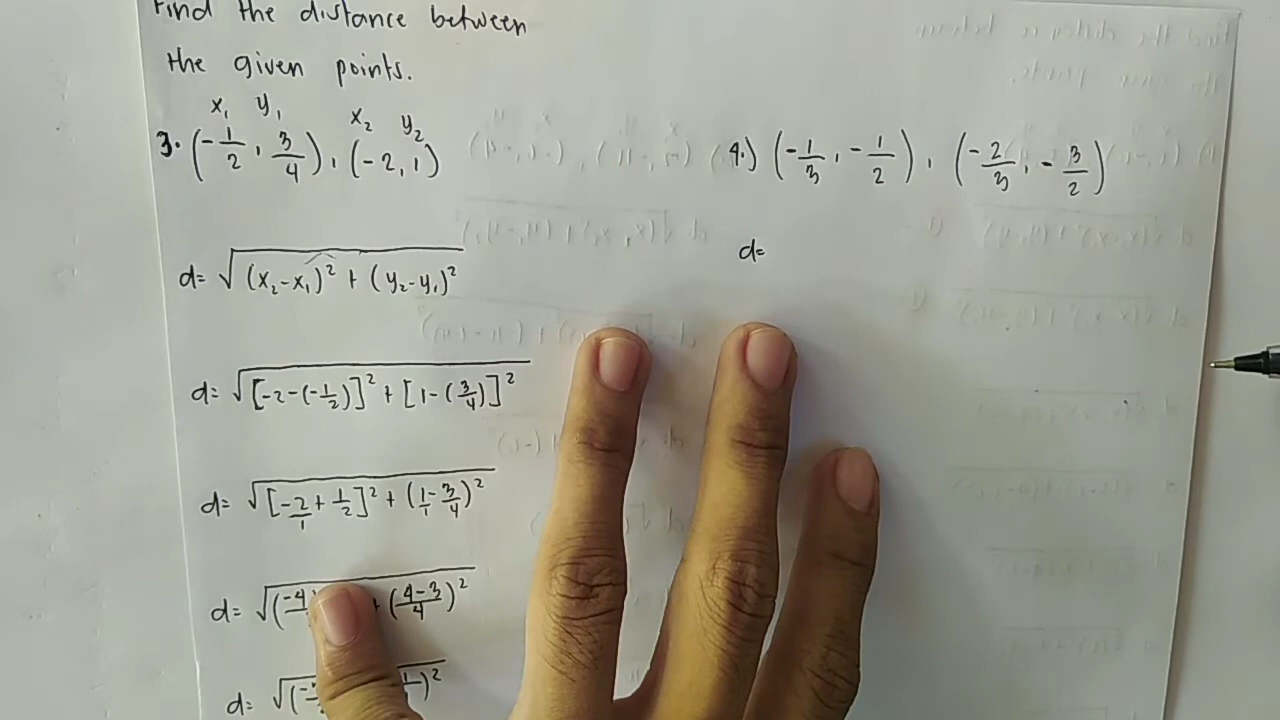 Find the distance between
the given points.
x₁ y₁ x₂ y₂
3. (-1/2, 3/4), (-2, 1)
d= √(x₂-x₁)² + (y₂-y₁)²
d= √[-2-(-1/2)]² + [1-(3/4)]²
d= √[-2/1 + 1/2]² + (1/1 - 3/4)²
d= √(-4 + (4-3/4)²
d= √(- )²
4.) (-1/3, -1/2), (-2/3, -3/2)
d=